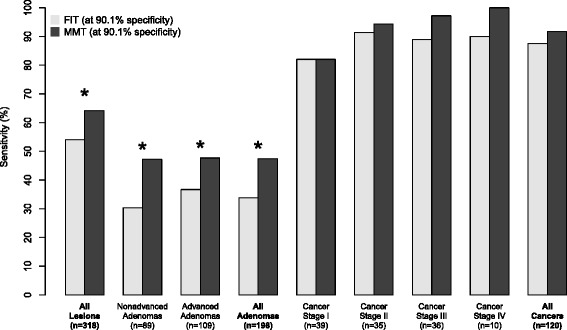 100
90
80
70
60
50
40
30
20
10
0
Sensitvity (%)
FIT (at 90.1% specificity)
MMT (at 90.1% specificity)
*
*
*
*
All
Lesions
(n=318)
Nonadvanced
Adenomas
(n=89)
Advanced
Adenomas
(n=109)
All
Adenomas
(n=198)
Cancer
Stage I
(n=39)
Cancer
Stage II
(n=35)
Cancer
Stage III
(n=36)
Cancer
Stage IV
(n=10)
All
Cancers
(n=120)